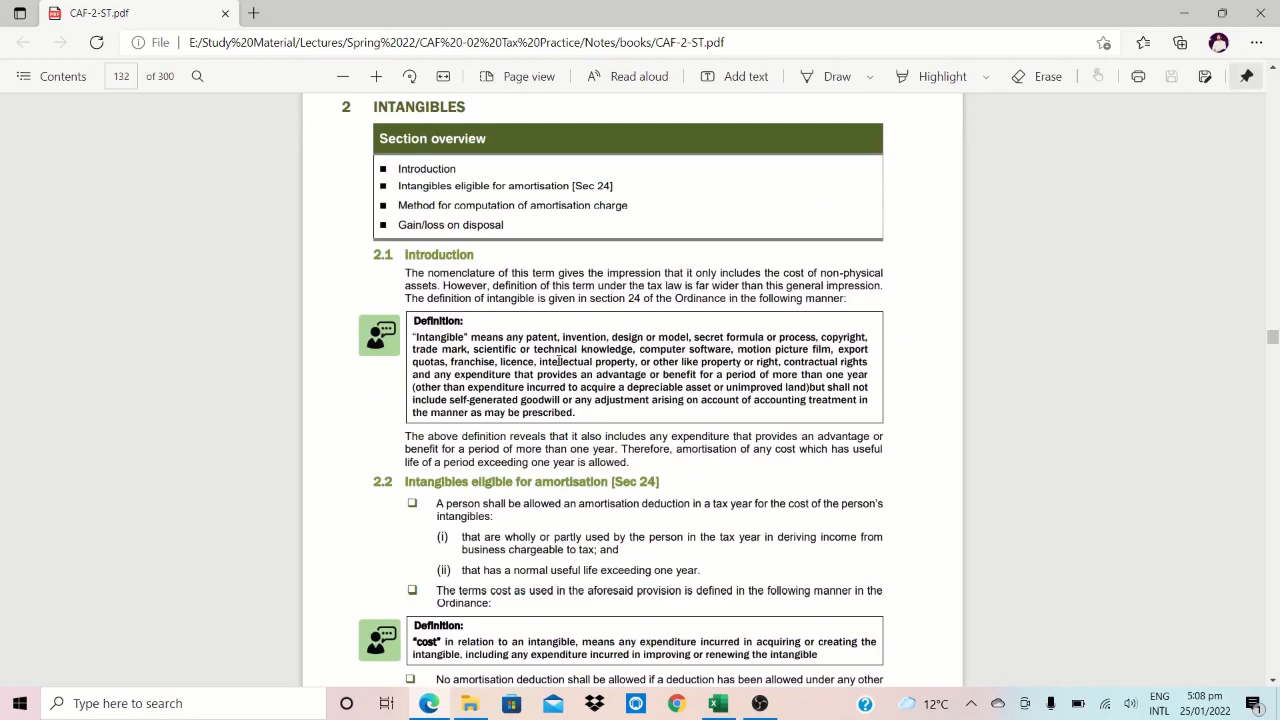 CAF-2-ST.pdf
File
E:/Study%20Material/Lectures/Spring%2022/CAF%20-02%20Tax%20Practice/Notes/books/CAF-2-ST.pdf
Contents
132 of 300
Page view
Read aloud
Add text
Draw
Highlight
Erase
2 INTANGIBLES
Section overview
■ Introduction
■ Intangibles eligible for amortisation [Sec 24]
■ Method for computation of amortisation charge
■ Gain/loss on disposal
2.1 Introduction
The nomenclature of this term gives the impression that it only includes the cost of non-physical
assets. However, definition of this term under the tax law is far wider than this general impression.
The definition of intangible is given in section 24 of the Ordinance in the following manner:
Definition:
"Intangible" means any patent, invention, design or model, secret formula or process, copyright,
trade mark, scientific or technical knowledge, computer software, motion picture film, export
quotas, franchise, licence, intellectual property, or other like property or right, contractual rights
and any expenditure that provides an advantage or benefit for a period of more than one year
(other than expenditure incurred to acquire a depreciable asset or unimproved land)but shall not
include self-generated goodwill or any adjustment arising on account of accounting treatment in
the manner as may be prescribed.
The above definition reveals that it also includes any expenditure that provides an advantage or
benefit for a period of more than one year. Therefore, amortisation of any cost which has useful
life of a period exceeding one year is allowed.
2.2 Intangibles eligible for amortisation [Sec 24]
❑ A person shall be allowed an amortisation deduction in a tax year for the cost of the person's
intangibles:
(i) that are wholly or partly used by the person in the tax year in deriving income from
business chargeable to tax; and
(ii) that has a normal useful life exceeding one year.
❑ The terms cost as used in the aforesaid provision is defined in the following manner in the
Ordinance:
Definition:
"cost" in relation to an intangible, means any expenditure incurred in acquiring or creating the
intangible, including any expenditure incurred in improving or renewing the intangible
❑ No amortisation deduction shall be allowed if a deduction has been allowed under any other
Type here to search
12°C
ENG
INTL
5:08 pm
25/01/2022
1